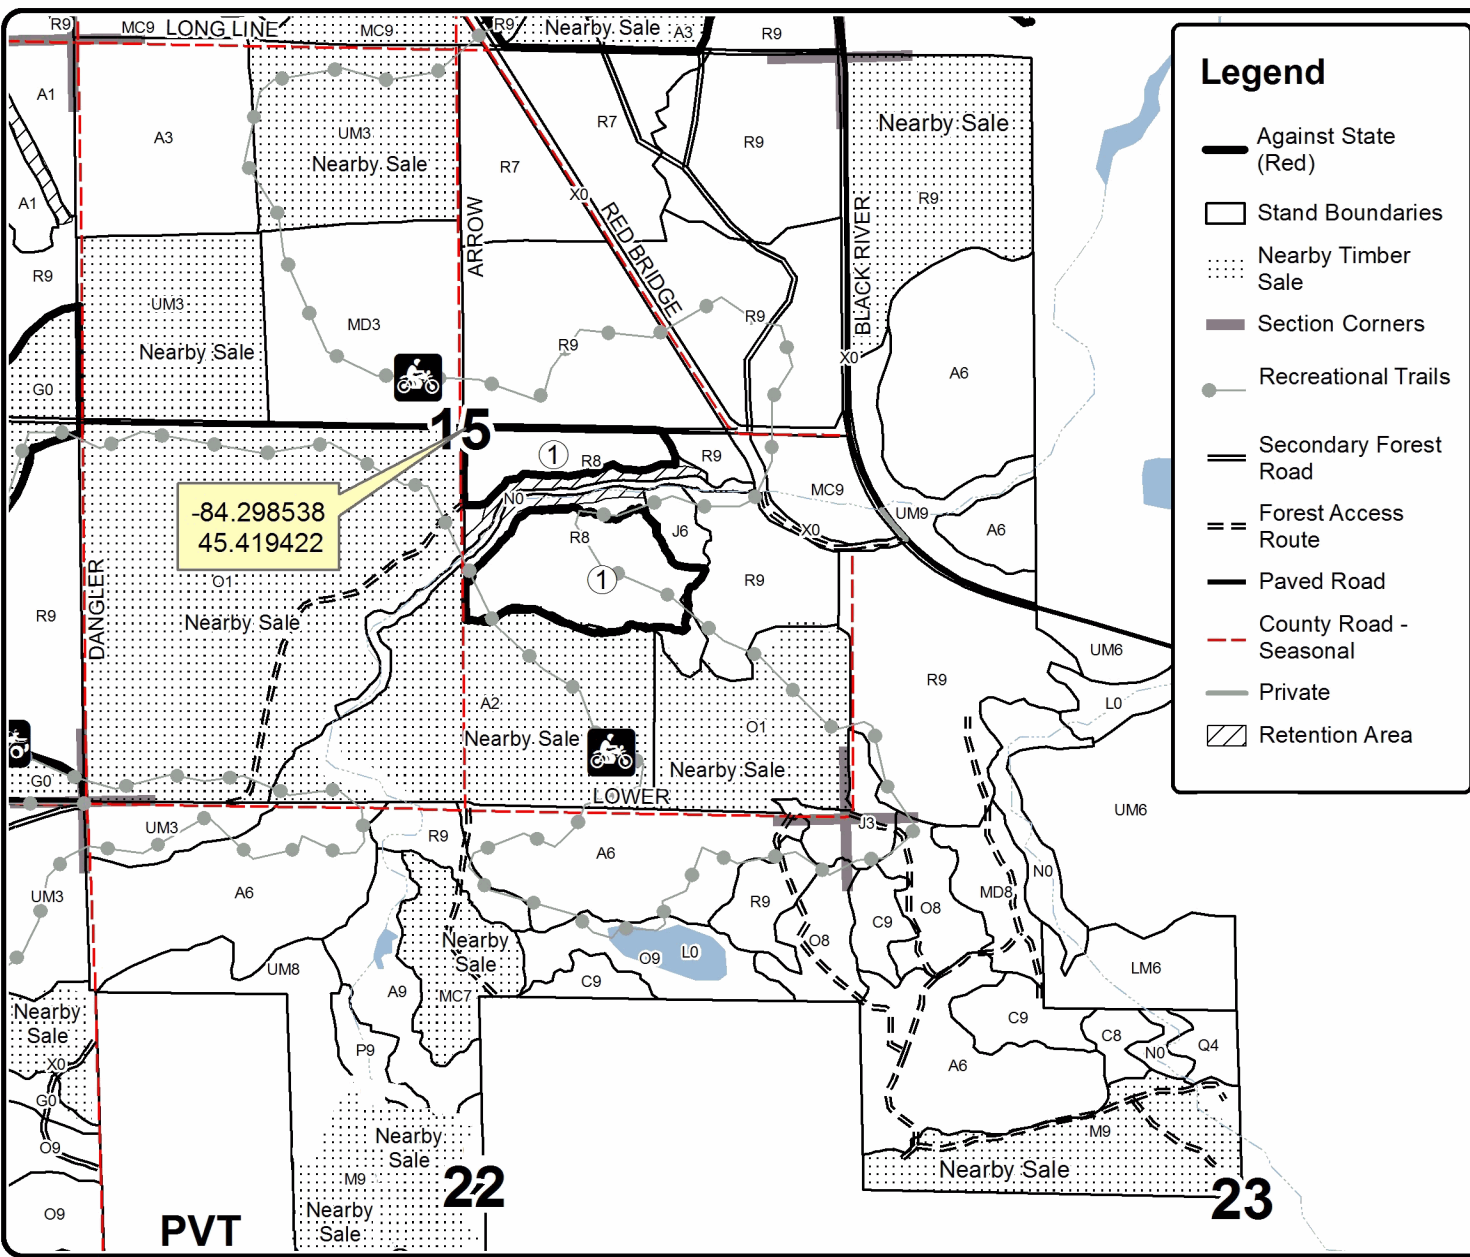 R9
MC9
LONG LINE
MC9
R9
Nearby Sale
A3
R9
A1
A3
UM3
Nearby Sale
R7
R7
R9
Nearby Sale
A1
X0
R9
R9
ARROW
RED BRIDGE
BLACK RIVER
UM3
Nearby Sale
MD3
R9
R9
X0
A6
G0
15
1
R8
R9
MC9
N0
UM9
X0
A6
-84.298538
45.419422
R8
J6
1
R9
O1
Nearby Sale
R9
DANGLER
UM6
R9
L0
A2
Nearby Sale
O1
Nearby Sale
G0
LOWER
UM6
UM3
R9
A6
J3
UM3
A6
R9
O8
C9
O8
MD8
N0
Nearby
Sale
O9
L0
O8
UM8
A9
MC7
C9
LM6
Nearby
Sale
C9
C8
N0
Q4
X0
P9
A6
G0
O9
Nearby
Sale
M9
M9
Nearby Sale
22
23
O9
PVT
Nearby
Sale
Legend
Against State
(Red)
Stand Boundaries
Nearby Timber
Sale
Section Corners
Recreational Trails
Secondary Forest
Road
Forest Access
Route
Paved Road
County Road -
Seasonal
Private
Retention Area